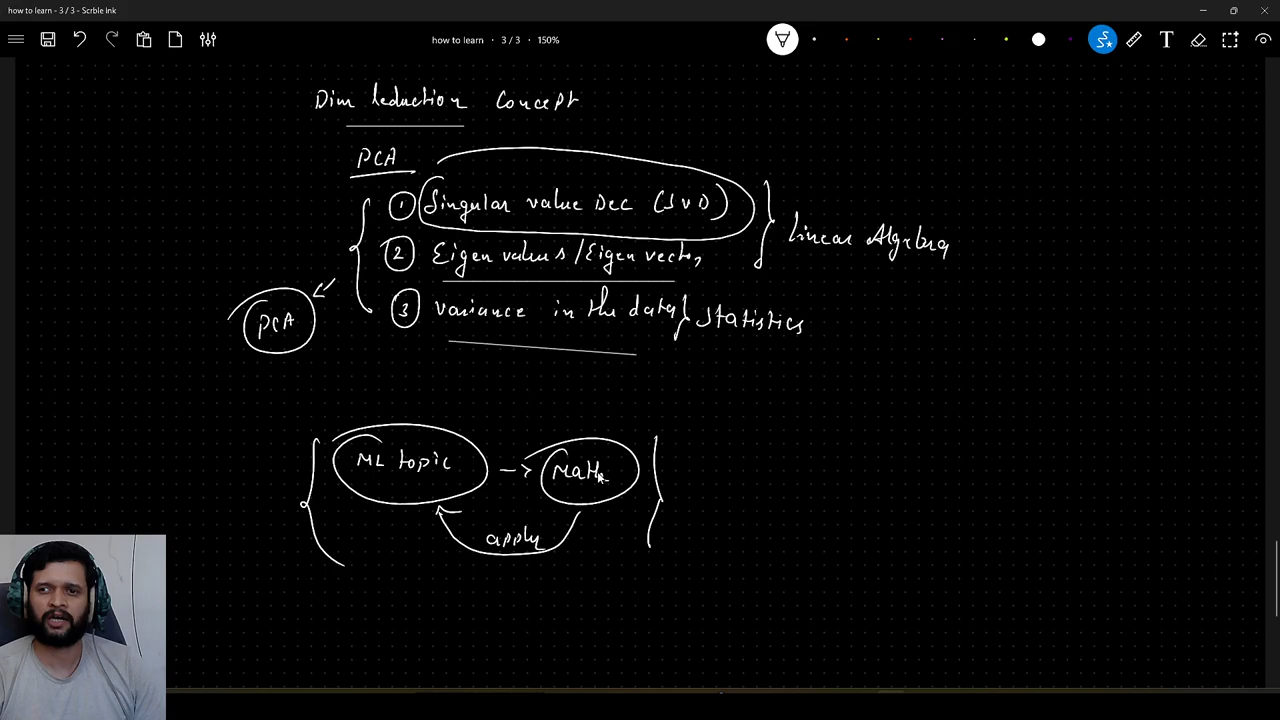 how to learn - 3 / 3 - Scrble Ink
how to learn • 3 / 3 • 150%
T
Dim Reduction Concept
PCA
1 Singular value Dec (SVD)
2 Eigen values/Eigen vector,
Linear Algebra
3 variance in the data
Statistics
PCA
ML topic -> Math
apply